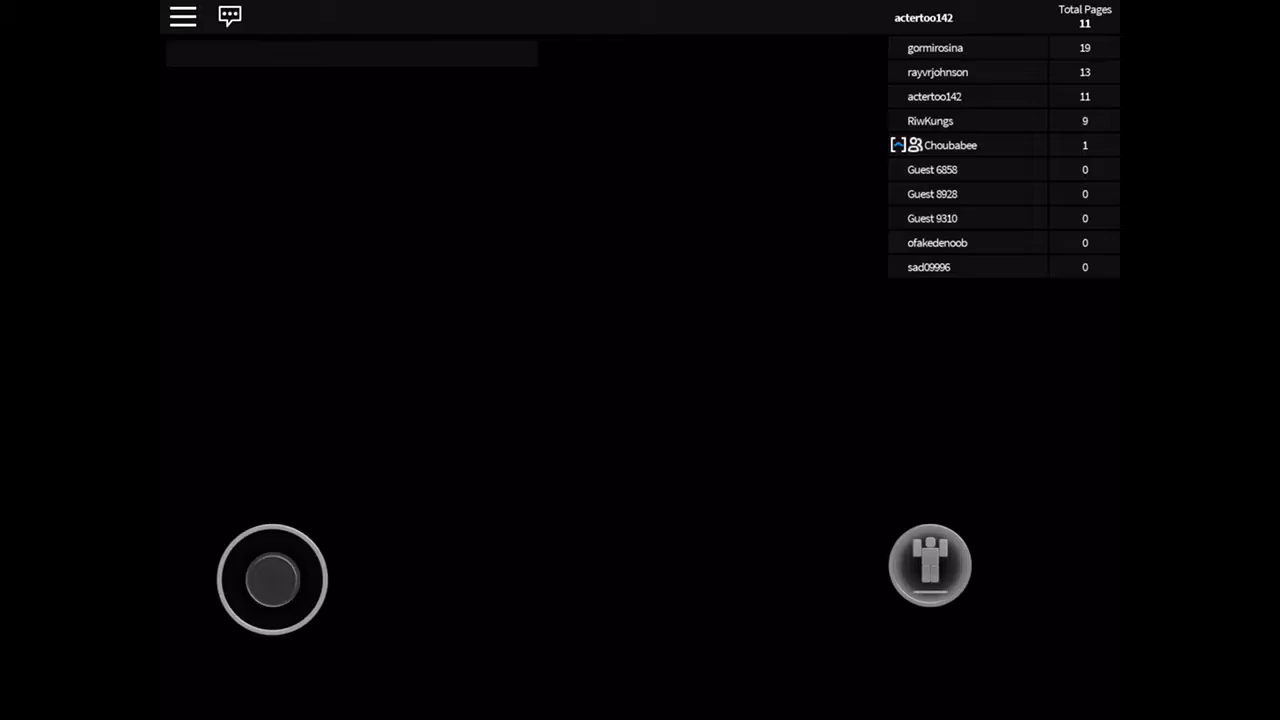 actertoo142 Total Pages
11
gormirosina 19
rayvrjohnson 13
actertoo142 11
RiwKungs 9
Choubabee 1
Guest 6858 0
Guest 8928 0
Guest 9310 0
ofakedenoob 0
sad09996 0